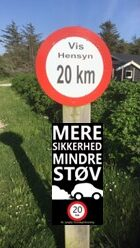 Vis
Hensyn
20 km
MERE
SIKKERHED
MINDRE
STØV
20